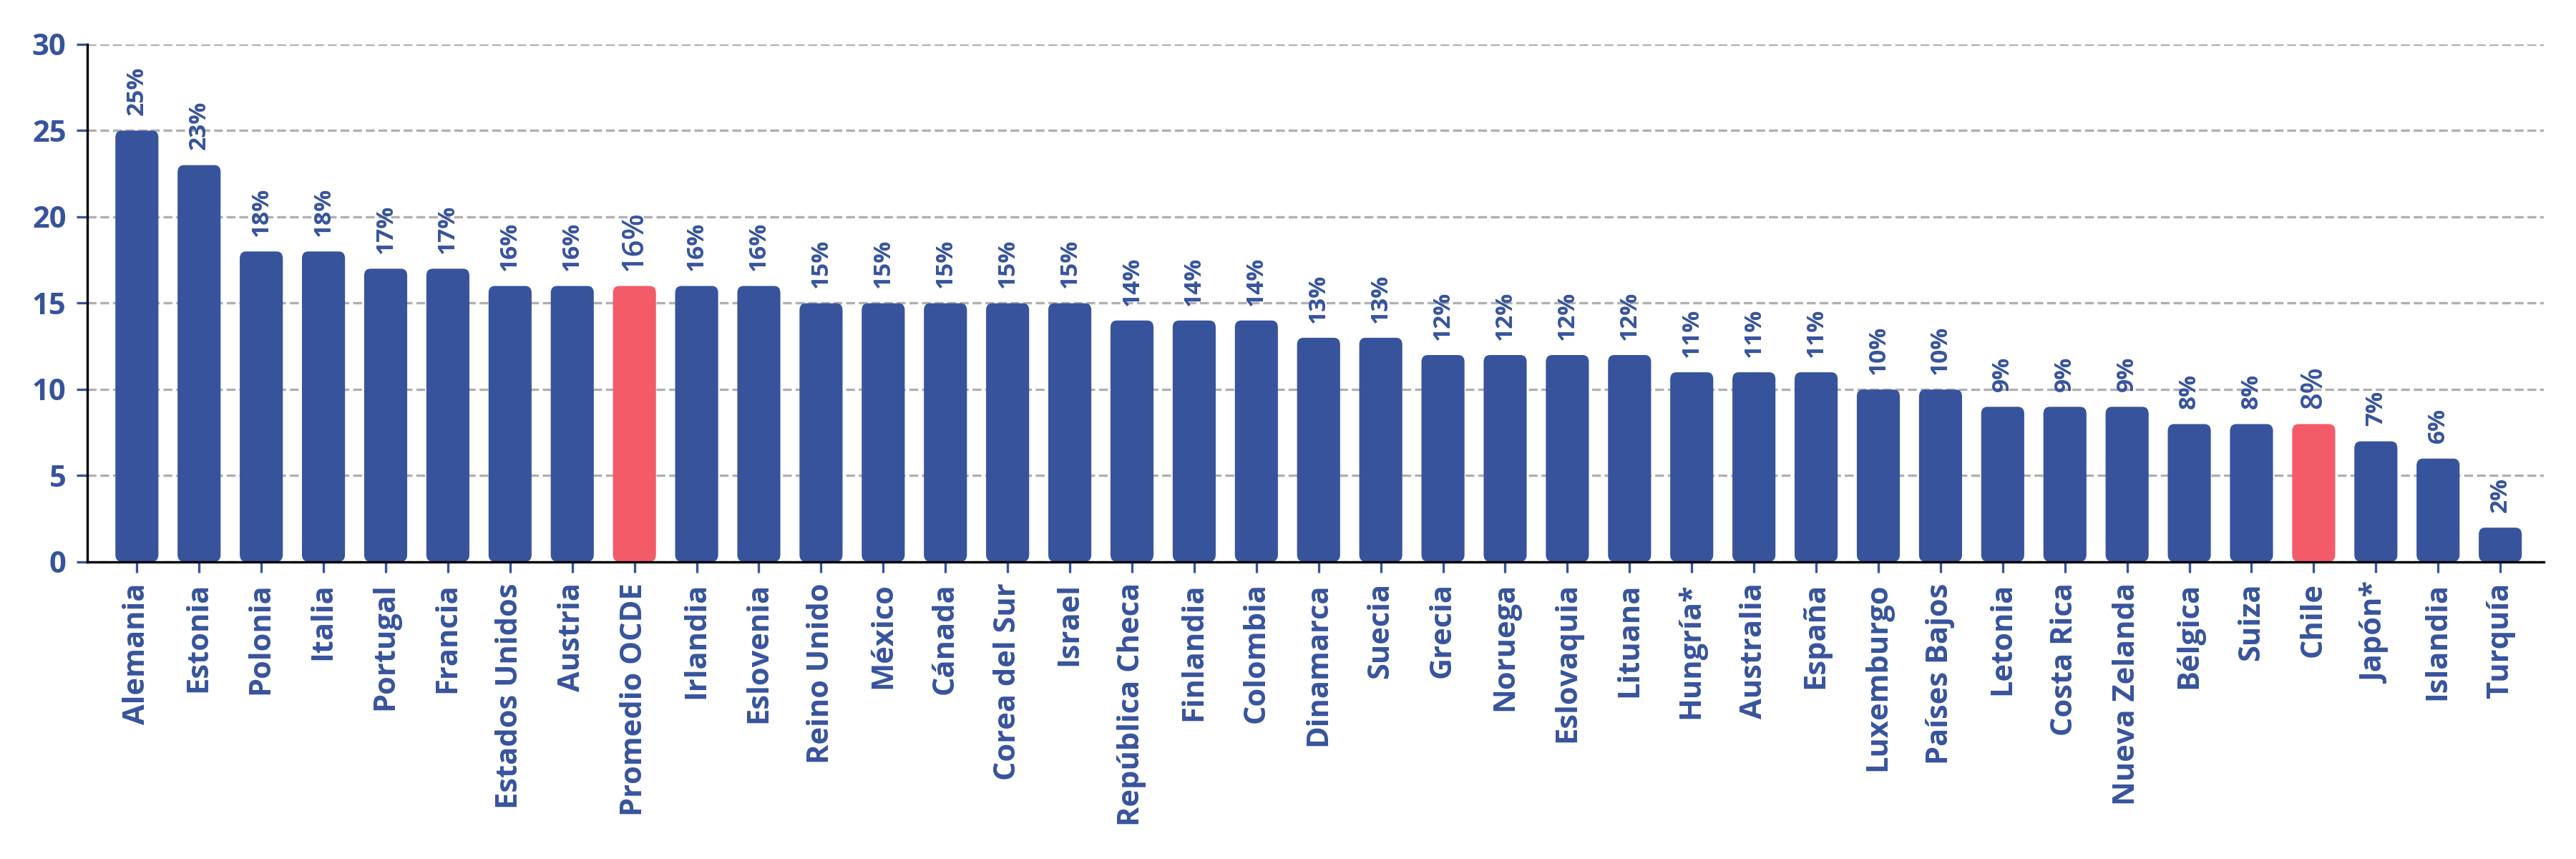 30
25
20
15
10
5
0
25%
23%
18%
18%
17%
17%
16%
16%
16%
16%
16%
15%
15%
15%
15%
15%
14%
14%
14%
13%
13%
12%
12%
12%
12%
11%
11%
11%
10%
10%
9%
9%
9%
8%
8%
8%
7%
6%
2%
Alemania
Estonia
Polonia
Italia
Portugal
Francia
Estados Unidos
Austria
Promedio OCDE
Irlandia
Eslovenia
Reino Unido
México
Cánada
Corea del Sur
Israel
República Checa
Finlandia
Colombia
Dinamarca
Suecia
Grecia
Noruega
Eslovaquia
Lituana
Hungría*
Australia
España
Luxemburgo
Países Bajos
Letonia
Costa Rica
Nueva Zelanda
Bélgica
Suiza
Chile
Japón*
Islandia
Turquía